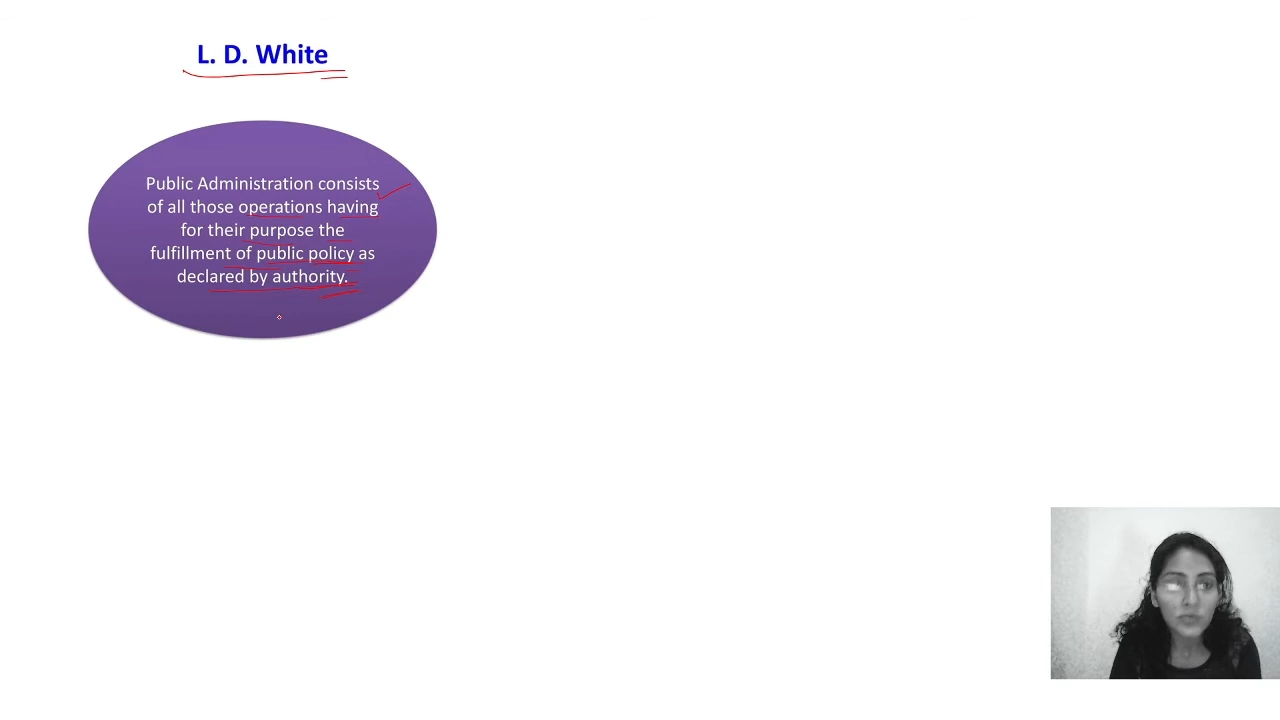 L. D. White
Public Administration consists
of all those operations having
for their purpose the
fulfillment of public policy as
declared by authority.